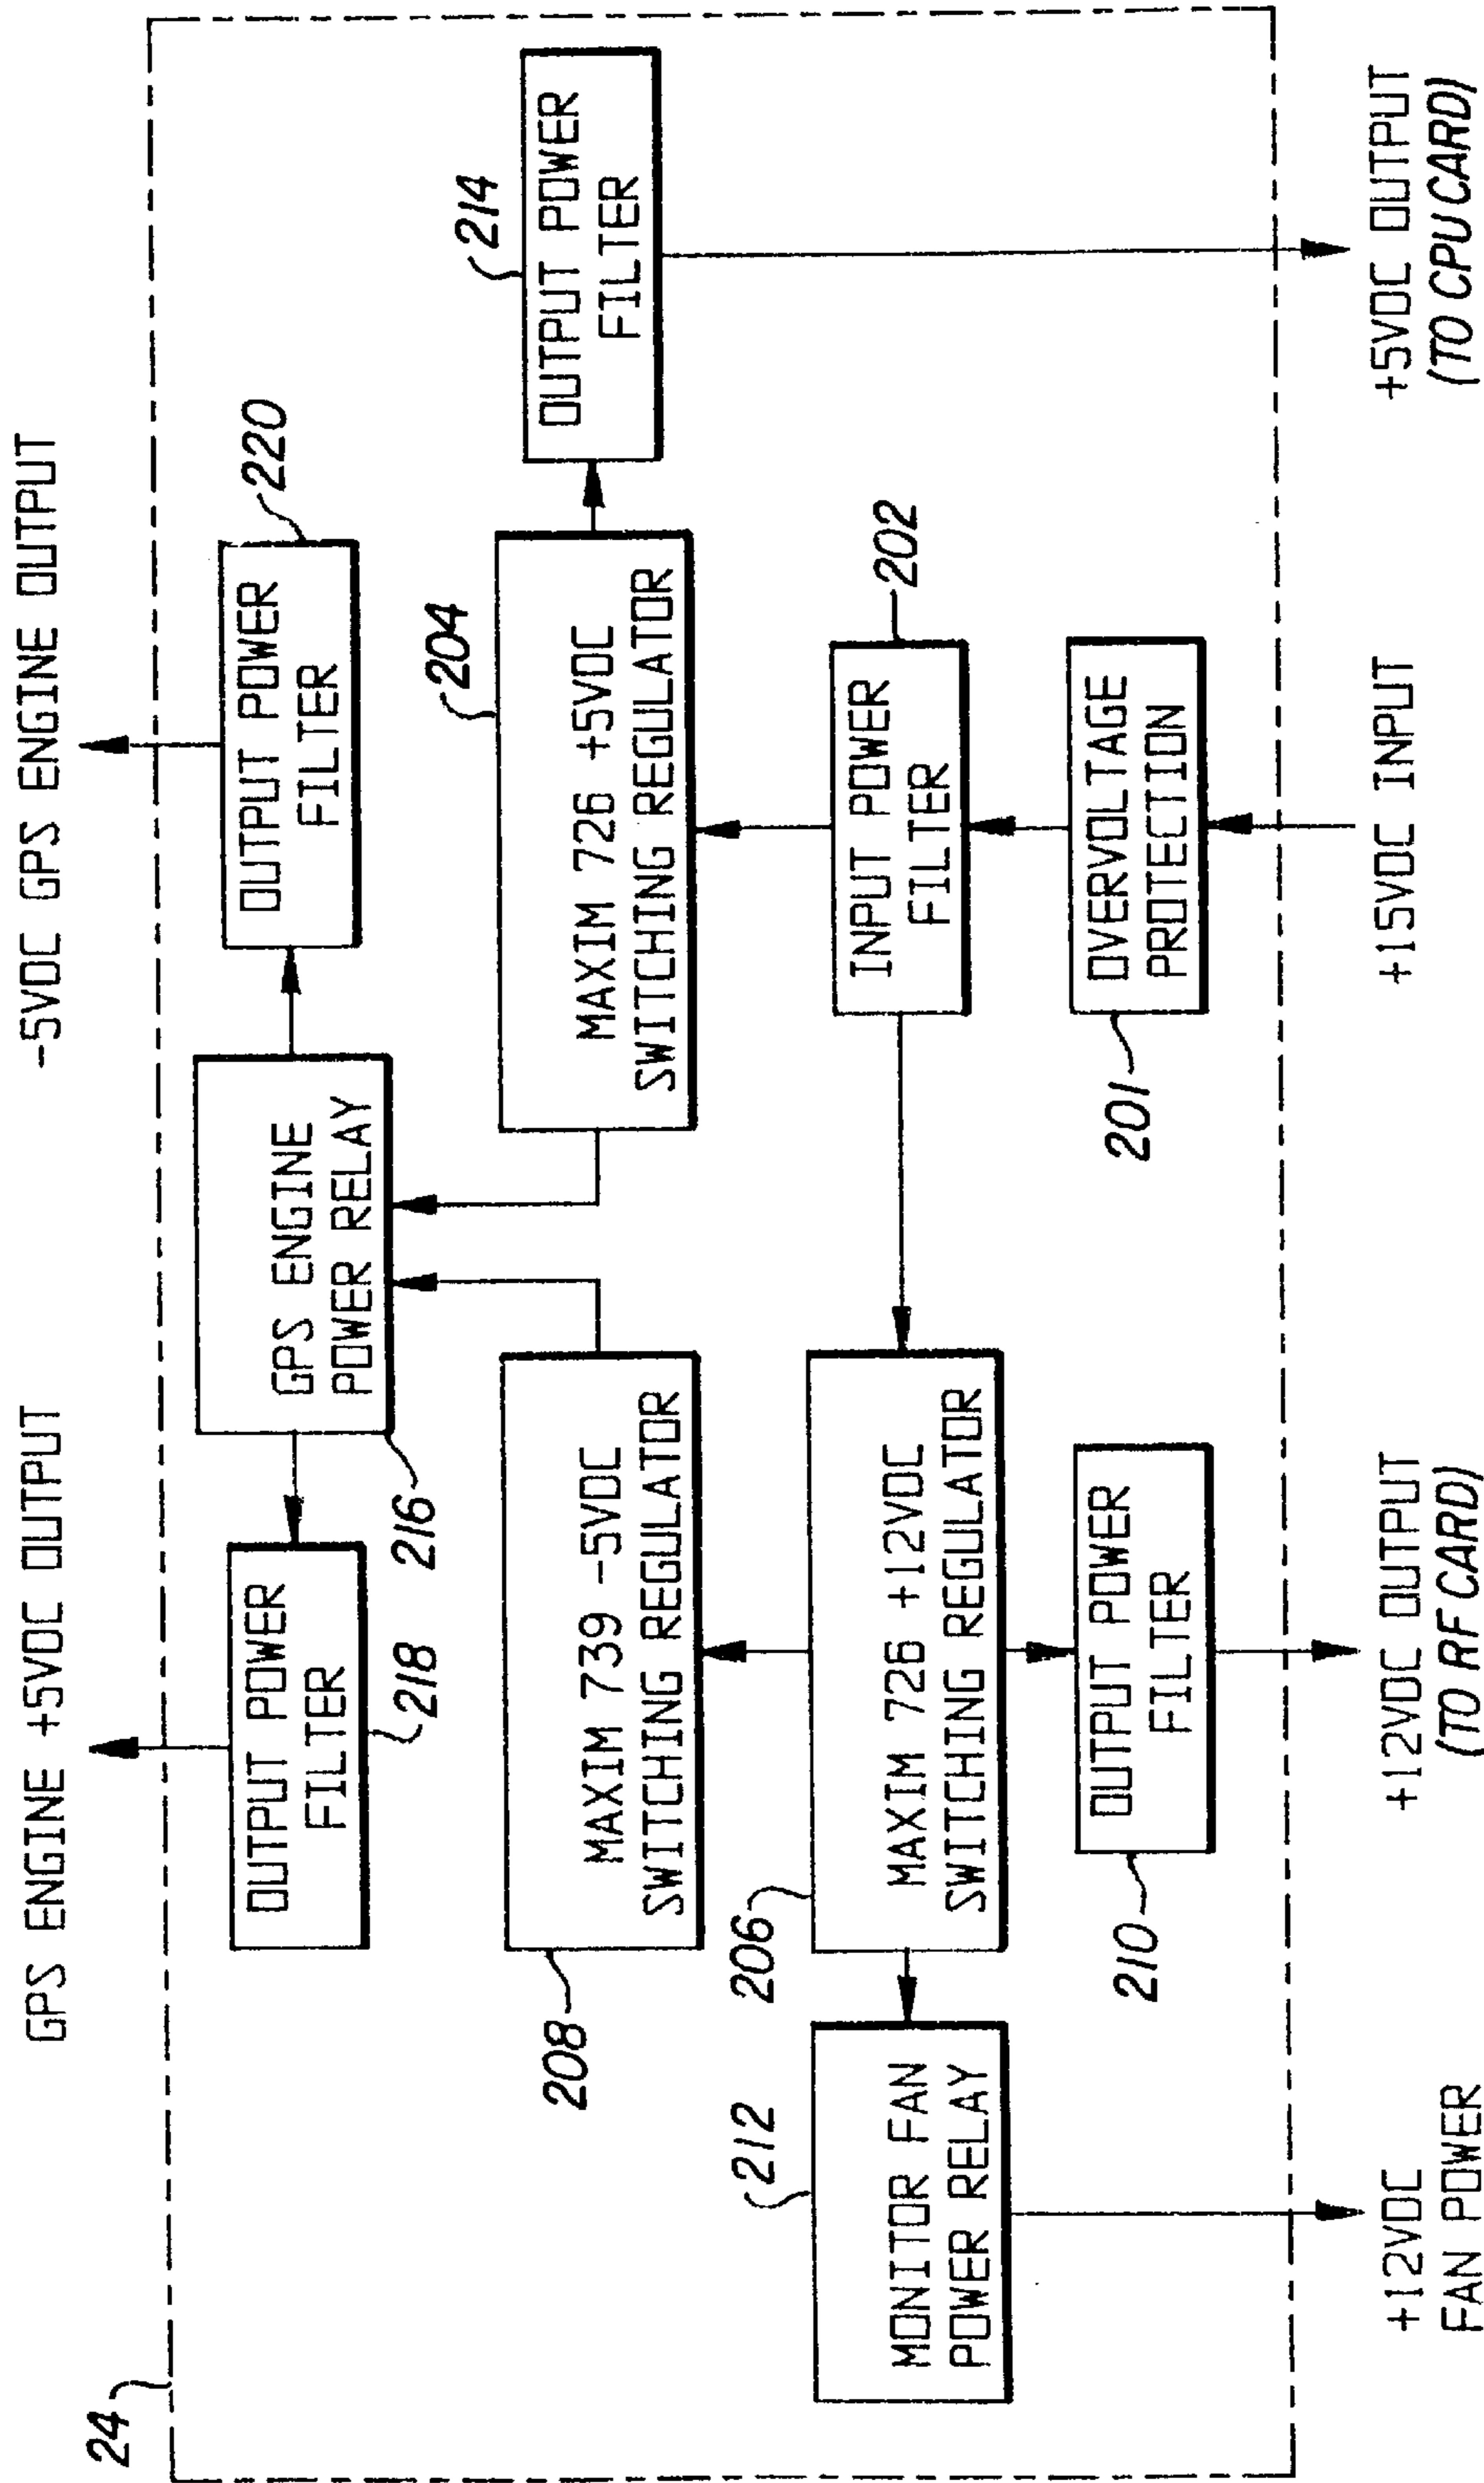 24
GPS ENGINE +5VDC OUTPUT
-5VDC GPS ENGINE OUTPUT
OUTPUT POWER
FILTER
218
216
GPS ENGINE
POWER RELAY
OUTPUT POWER
FILTER
220
208
MAXIM 739 -5VDC
SWITCHING REGULATOR
204
MAXIM 726 +5VDC
SWITCHING REGULATOR
214
OUTPUT POWER
FILTER
212
MONITOR FAN
POWER RELAY
206
MAXIM 726 +12VDC
SWITCHING REGULATOR
INPUT POWER
FILTER
202
210
OUTPUT POWER
FILTER
201
OVERVOLTAGE
PROTECTION
+12VDC
FAN POWER
+12VDC OUTPUT
(TO RF CARD)
+15VDC INPUT
+5VDC OUTPUT
(TO CPU CARD)